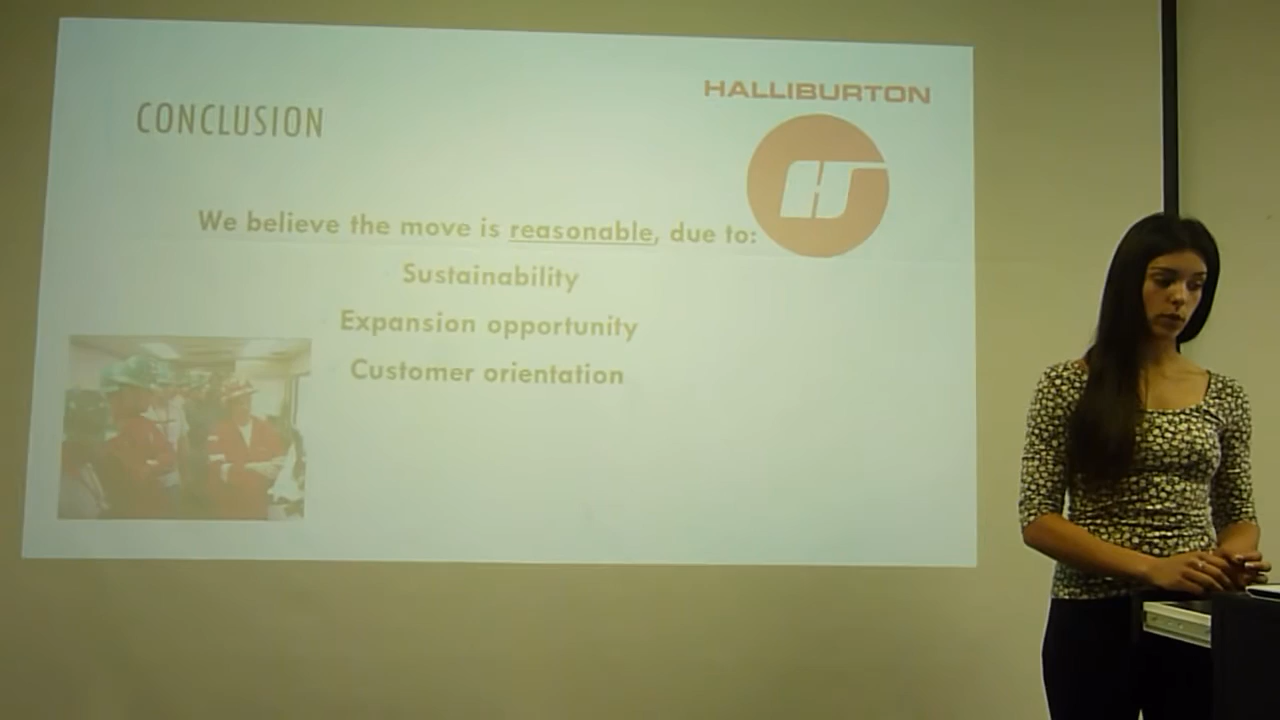 HALLIBURTON
CONCLUSION
We believe the move is reasonable, due to:
Sustainability
Expansion opportunity
Customer orientation